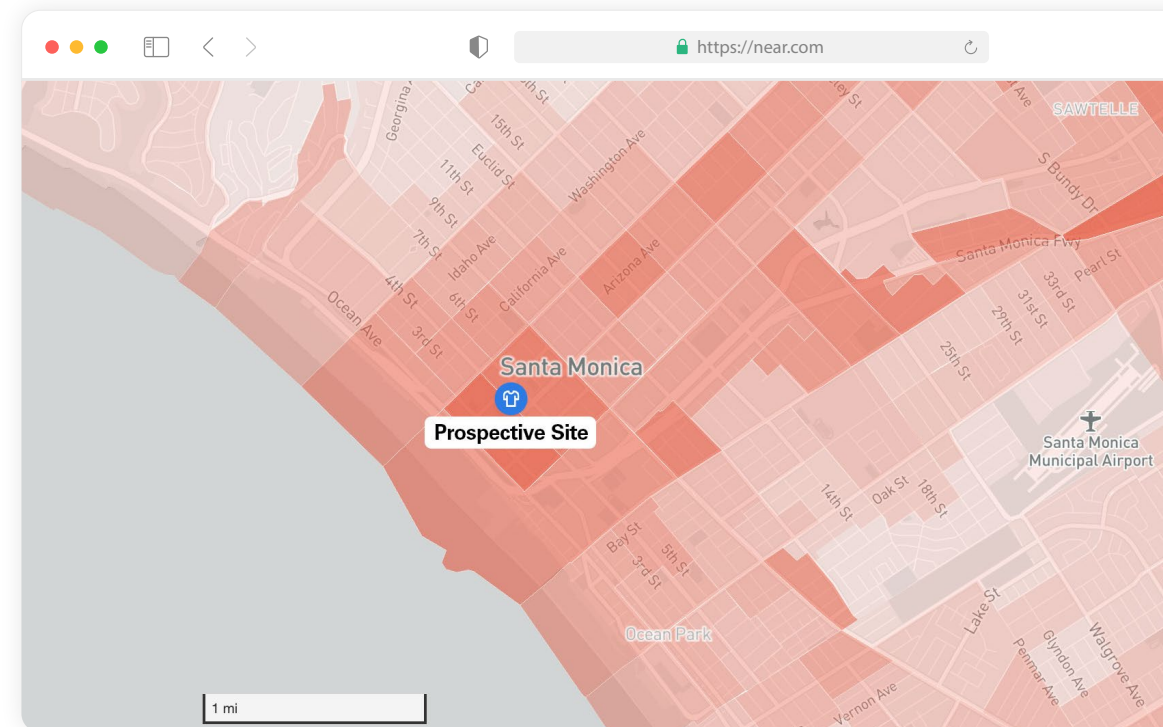 https://near.com
SAWTELLE
Georgina
15th St
Euclid St
11th St
9th St
7th St
Washington Ave
S Bundy Dr
Idaho Ave
California Ave
Arizona Ave
Santa Monica Fwy
Pearl St
33rd St
31st St
29th St
25th St
4th St
6th St
3rd St
Ocean Ave
Santa Monica
Prospective Site
Santa Monica
Municipal Airport
14th St
Oak St
18th St
Bay St
5th St
3rd St
Ocean Park
Lake St
Penmar Ave
Glyndon Ave
Walgrove Ave
Vernon Ave
1 mi